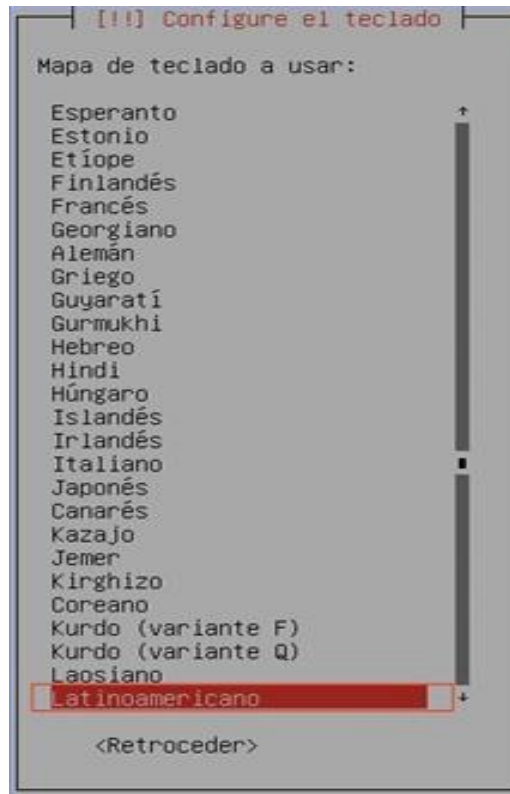 [!!] Configure el teclado
Mapa de teclado a usar:
Esperanto
Estonio
Etíope
Finlandés
Francés
Georgiano
Alemán
Griego
Guyaratí
Gurmukhi
Hebreo
Hindi
Húngaro
Islandés
Irlandés
Italiano
Japonés
Canarés
Kazajo
Jemer
Kirghizo
Coreano
Kurdo (variante F)
Kurdo (variante Q)
Laosiano
Latinoamericano
<Retroceder>